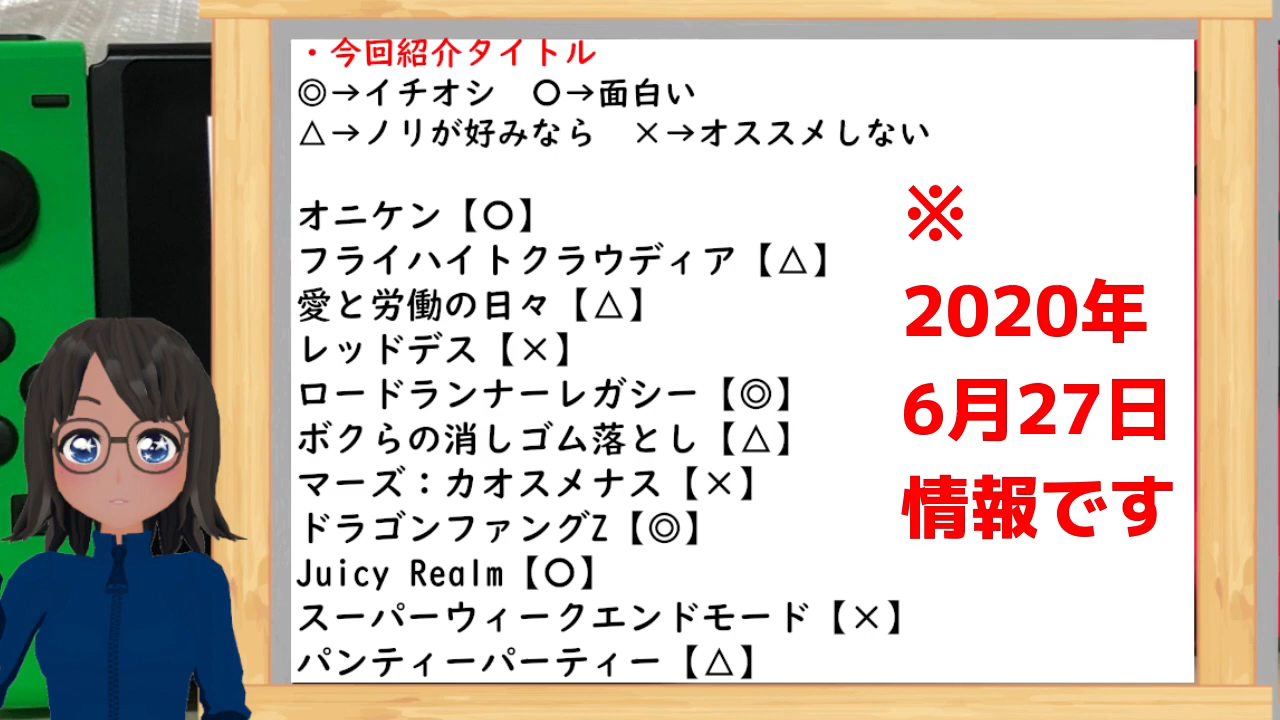 ・今回紹介タイトル
◎→イチオシ　〇→面白い
△→ノリが好みなら　×→オススメしない
オニケン【〇】
フライハイトクラウディア【△】
愛と労働の日々【△】
レッドデス【×】
ロードランナーレガシー【◎】
ボクらの消しゴム落とし【△】
マーズ：カオスメナス【×】
ドラゴンファングZ【◎】
Juicy Realm【〇】
スーパーウィークエンドモード【×】
パンティーパーティー【△】
※
2020年
6月27日
情報です